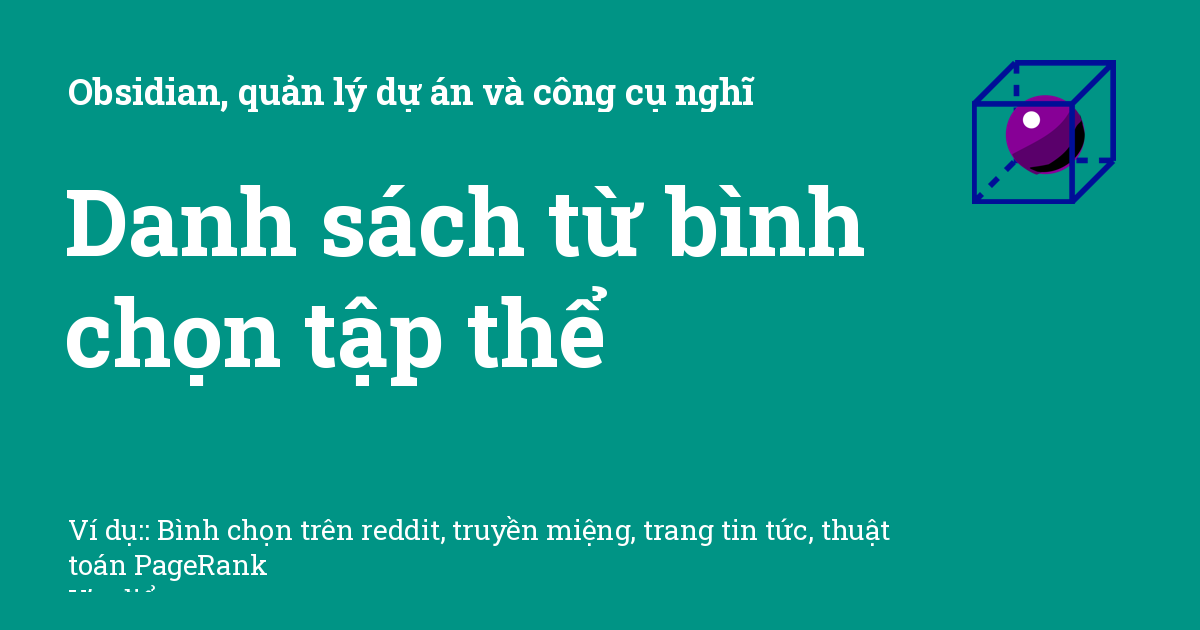 Obsidian, quản lý dự án và công cụ nghĩ
Danh sách từ bình
chọn tập thể
Ví dụ:: Bình chọn trên reddit, truyền miệng, trang tin tức, thuật
toán PageRank